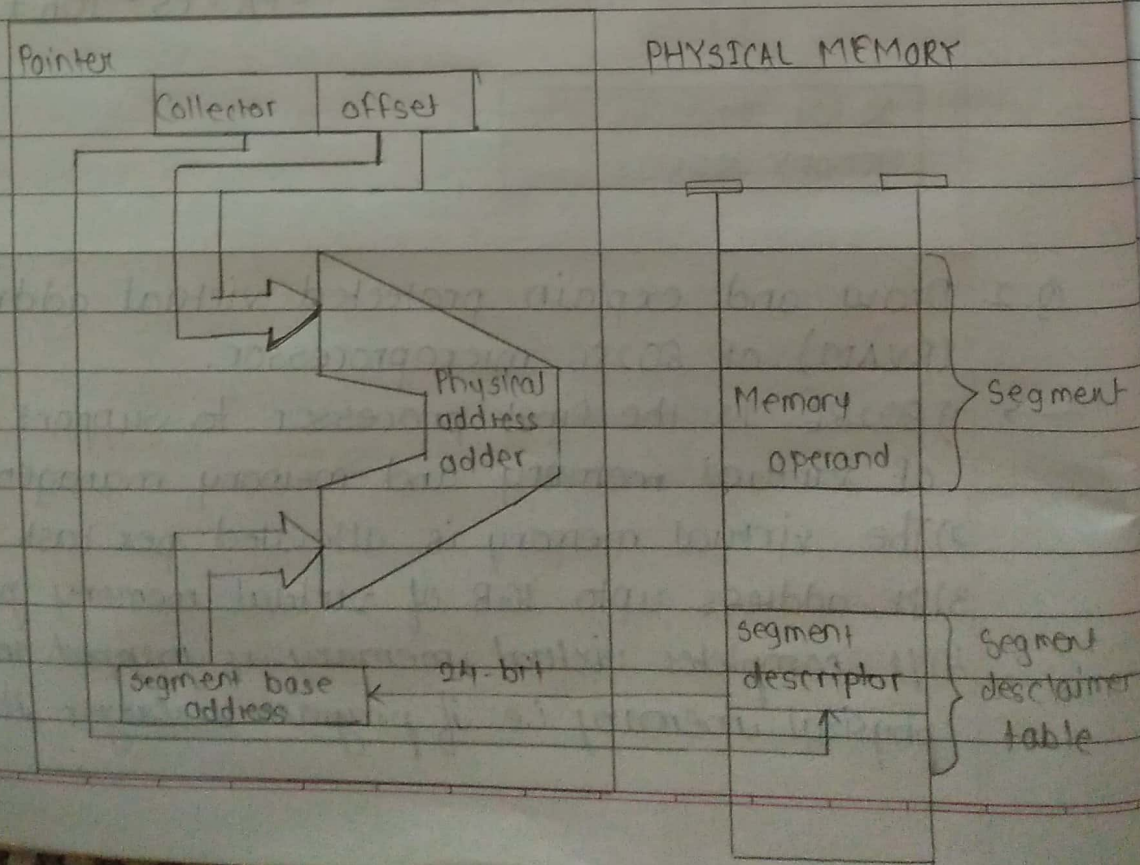 Pointer
PHYSICAL MEMORY
Collector
offset
Physical
address
adder
Memory
operand
Segment
segment
descriptor
Segment
desclaimer
table
24-bit
segment base
address